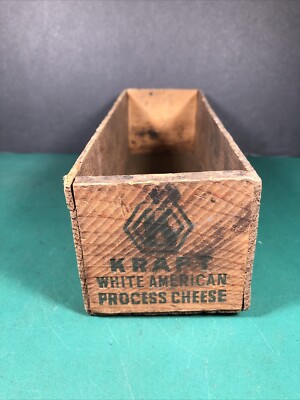 KRAFT
WHITE AMERICAN
PROCESS CHEESE